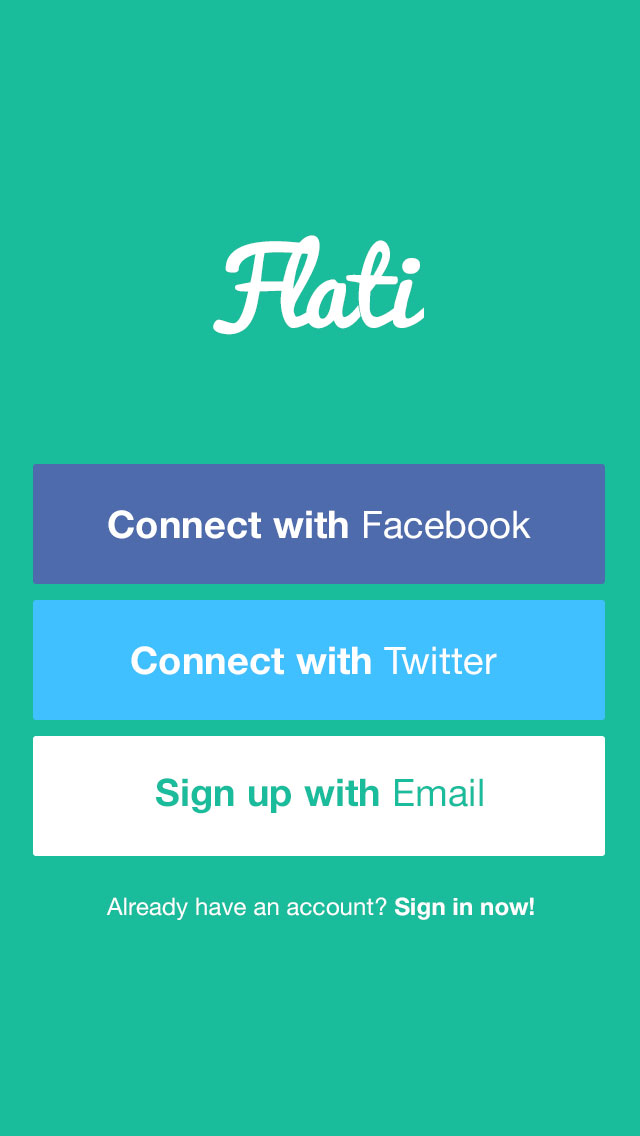 Flati
Connect with Facebook
Connect with Twitter
Sign up with Email
Already have an account? Sign in now!